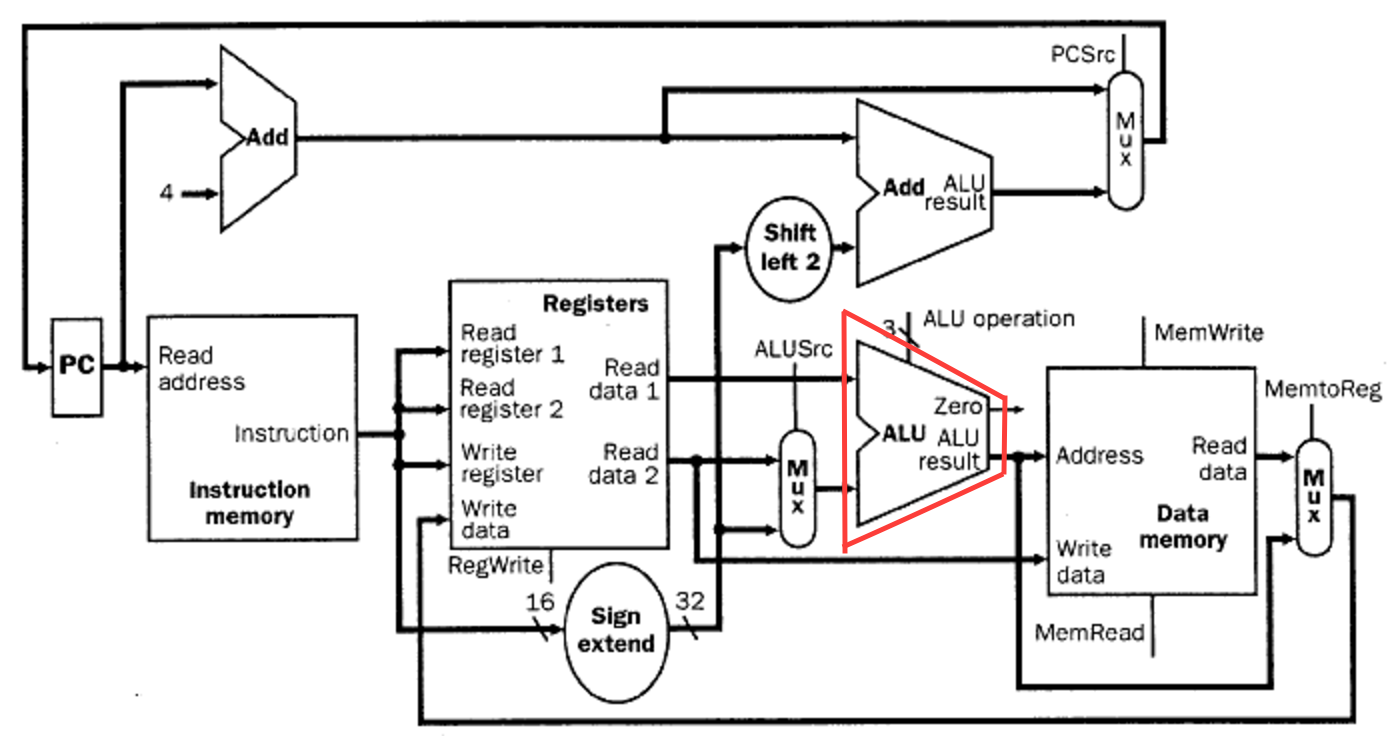 PCSrc
Mux
Add
4
Add
ALU
result
Shift
left 2
Registers
3
ALU operation
MemWrite
PC
Read
address
Instruction
Instruction
memory
Read
register 1
Read
register 2
Write
register
Write
data
Read
data 1
Read
data 2
RegWrite
ALUSrc
Mux
Zero
ALU
ALU
result
MemtoReg
Address
Read
data
Data
memory
Write
data
Mux
MemRead
16
Sign
extend
32